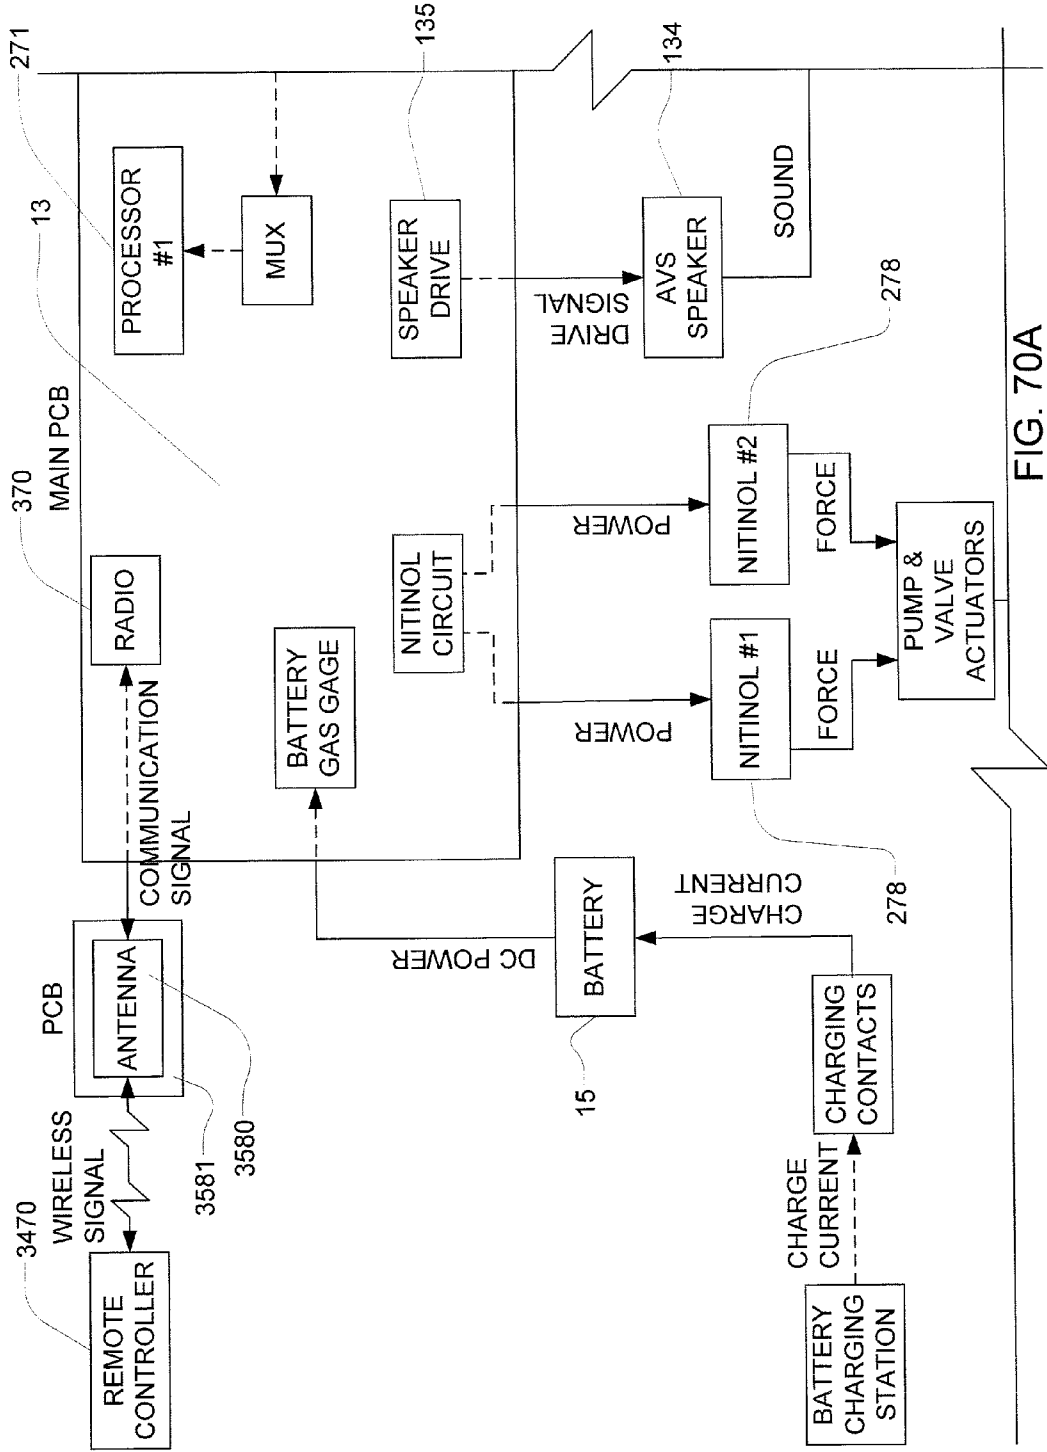 3470
REMOTE
CONTROLLER
WIRELESS
SIGNAL
3581
3580
PCB
ANTENNA
COMMUNICATION
SIGNAL
370
RADIO
MAIN PCB
13
271
PROCESSOR
#1
MUX
BATTERY
GAS GAGE
NITINOL
CIRCUIT
SPEAKER
DRIVE
135
DC POWER
POWER
POWER
DRIVE
SIGNAL
AVS
SPEAKER
134
SOUND
15
BATTERY
CHARGE
CURRENT
278
NITINOL #1
NITINOL #2
278
FORCE
FORCE
PUMP &
VALVE
ACTUATORS
BATTERY
CHARGING
STATION
CHARGE
CURRENT
CHARGING
CONTACTS
FIG. 70A